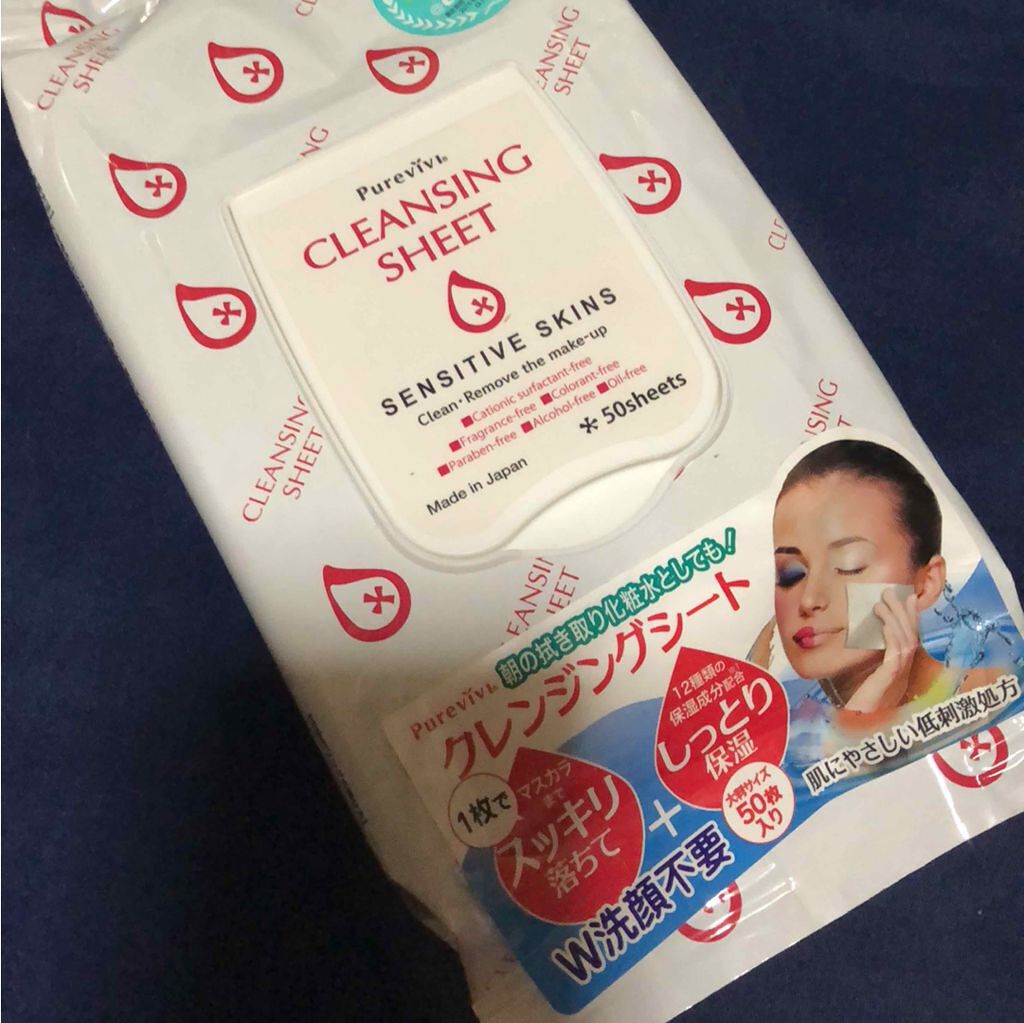 CLEANSING
SHEET
CLEANSING
SHEET
Purevivi®
CLEANSING
SHEET
SENSITIVE SKINS
Clean・Remove the make-up
■Cationic surfactant-free
■Fragrance-free ■Colorant-free
■Paraben-free ■Alcohol-free ■Oil-free
Made in Japan
50sheets
CLEANSING
SHEET
朝の拭き取り化粧水としても!
Purevivi®
クレンジングシート
1枚で
マスカラ
まで
スッキリ
落ちて
+
12種類の
保湿成分配合
しっとり
保湿
大判サイズ
50枚
入り
W洗顔不要
肌にやさしい低刺激処方